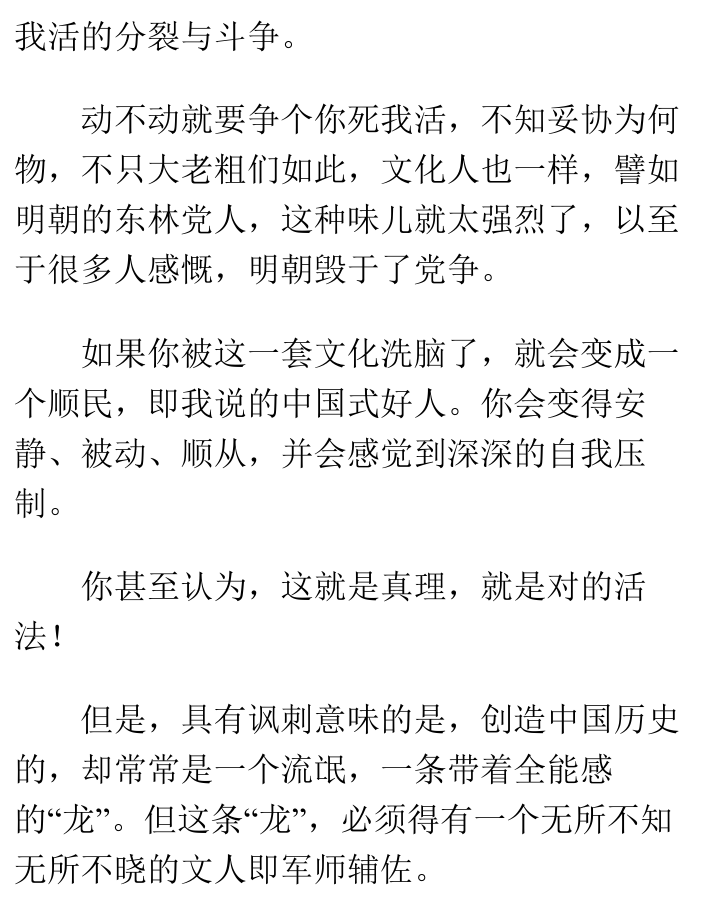 我活的分裂与斗争。
动不动就要争个你死我活，不知妥协为何
物，不只大老粗们如此，文化人也一样，譬如
明朝的东林党人，这种味儿就太强烈了，以至
于很多人感慨，明朝毁于了党争。
如果你被这一套文化洗脑了，就会变成一
个顺民，即我说的中国式好人。你会变得安
静、被动、顺从，并会感觉到深深的自我压
制。
你甚至认为，这就是真理，就是对的活
法！
但是，具有讽刺意味的是，创造中国历史
的，却常常是一个流氓，一条带着全能感
的“龙”。但这条“龙”，必须得有一个无所不知
无所不晓的文人即军师辅佐。